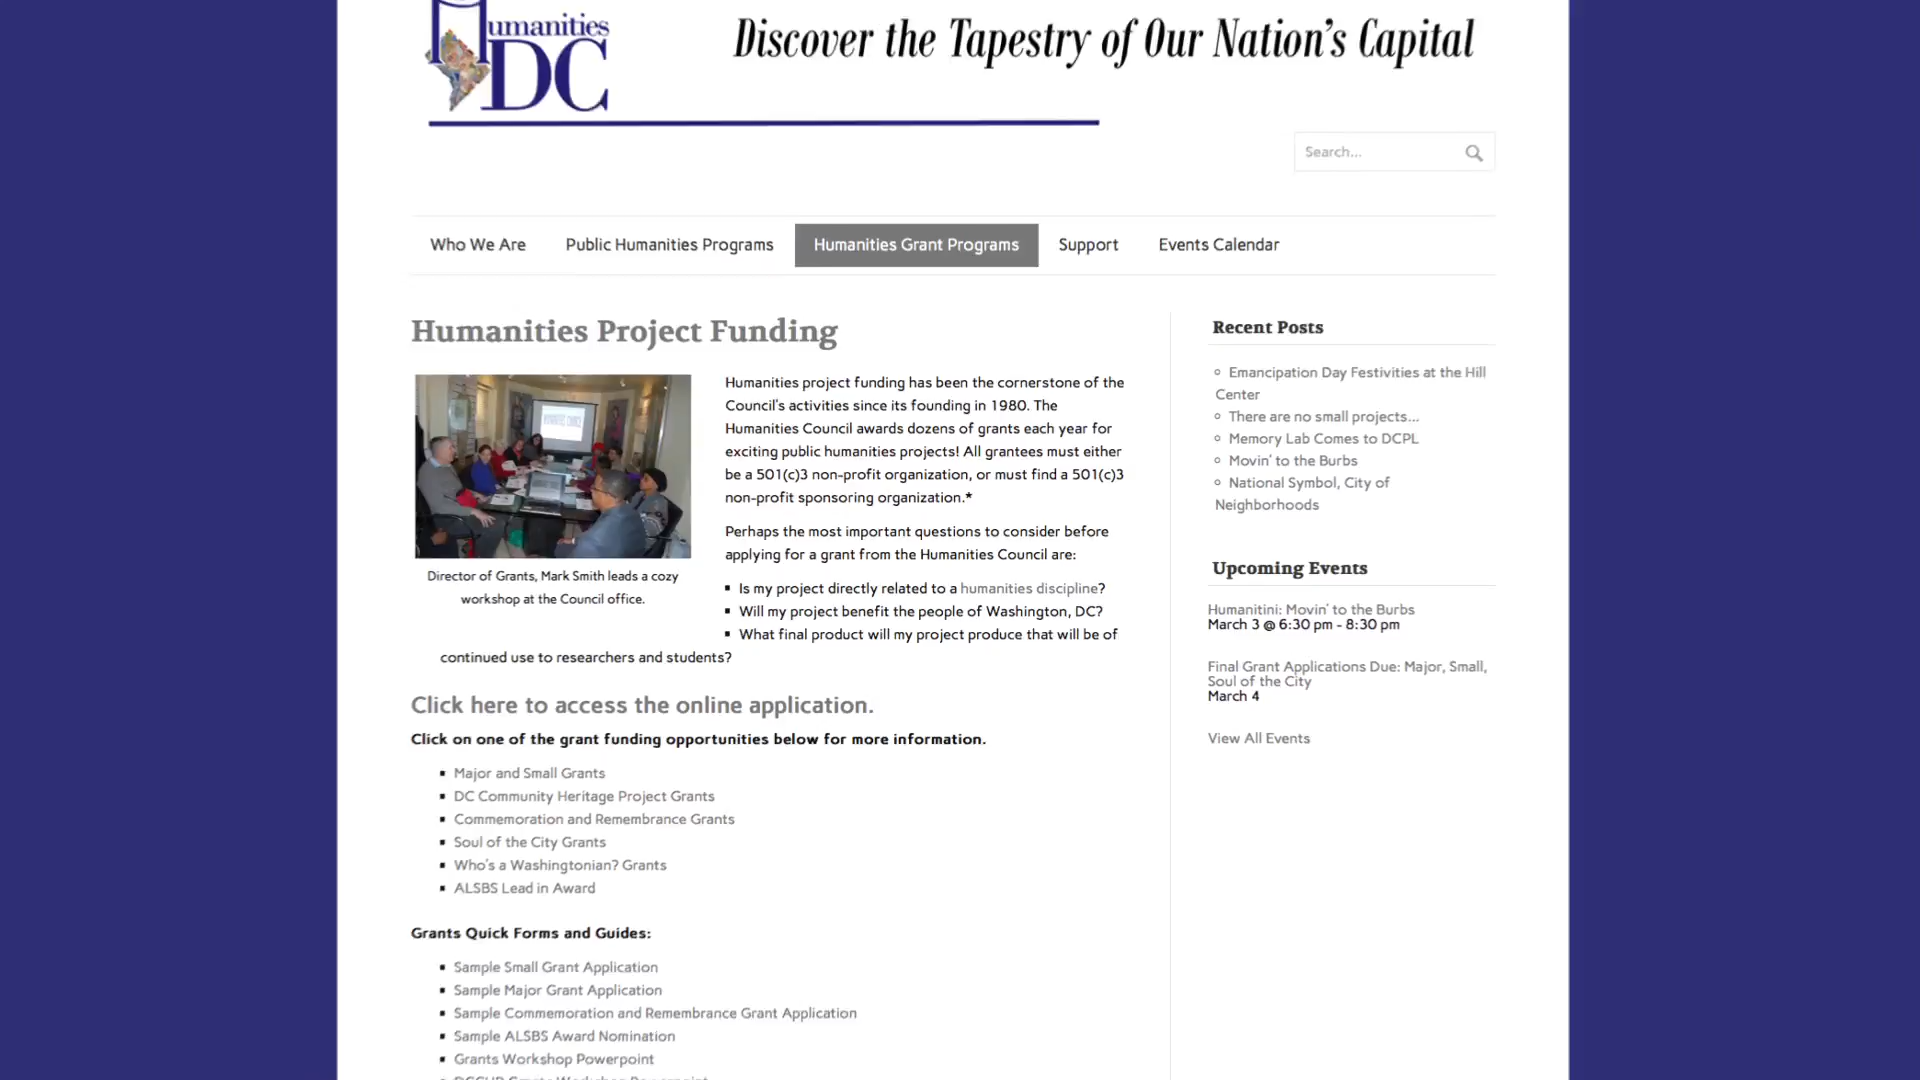 Humanities
DC
Discover the Tapestry of Our Nation's Capital
Search...
Who We Are
Public Humanities Programs
Humanities Grant Programs
Support
Events Calendar
Humanities Project Funding
Director of Grants, Mark Smith leads a cozy
workshop at the Council office.
Humanities project funding has been the cornerstone of the
Council's activities since its founding in 1980. The
Humanities Council awards dozens of grants each year for
exciting public humanities projects! All grantees must either
be a 501(c)3 non-profit organization, or must find a 501(c)3
non-profit sponsoring organization.*
Perhaps the most important questions to consider before
applying for a grant from the Humanities Council are:
Is my project directly related to a humanities discipline?
Will my project benefit the people of Washington, DC?
What final product will my project produce that will be of
continued use to researchers and students?
Click here to access the online application.
Click on one of the grant funding opportunities below for more information.
Major and Small Grants
DC Community Heritage Project Grants
Commemoration and Remembrance Grants
Soul of the City Grants
Who's a Washingtonian? Grants
ALSBS Lead in Award
Grants Quick Forms and Guides:
Sample Small Grant Application
Sample Major Grant Application
Sample Commemoration and Remembrance Grant Application
Sample ALSBS Award Nomination
Grants Workshop Powerpoint
Recent Posts
Emancipation Day Festivities at the Hill
Center
There are no small projects...
Memory Lab Comes to DCPL
Movin' to the Burbs
National Symbol, City of
Neighborhoods
Upcoming Events
Humanitini: Movin' to the Burbs
March 3 @ 6:30 pm - 8:30 pm
Final Grant Applications Due: Major, Small,
Soul of the City
March 4
View All Events